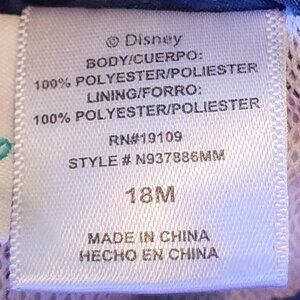 © Disney
BODY/CUERPO:
100% POLYESTER/POLIESTER
LINING/FORRO:
100% POLYESTER/POLIESTER
RN#19109
STYLE # N937886MM
18M
MADE IN CHINA
HECHO EN CHINA